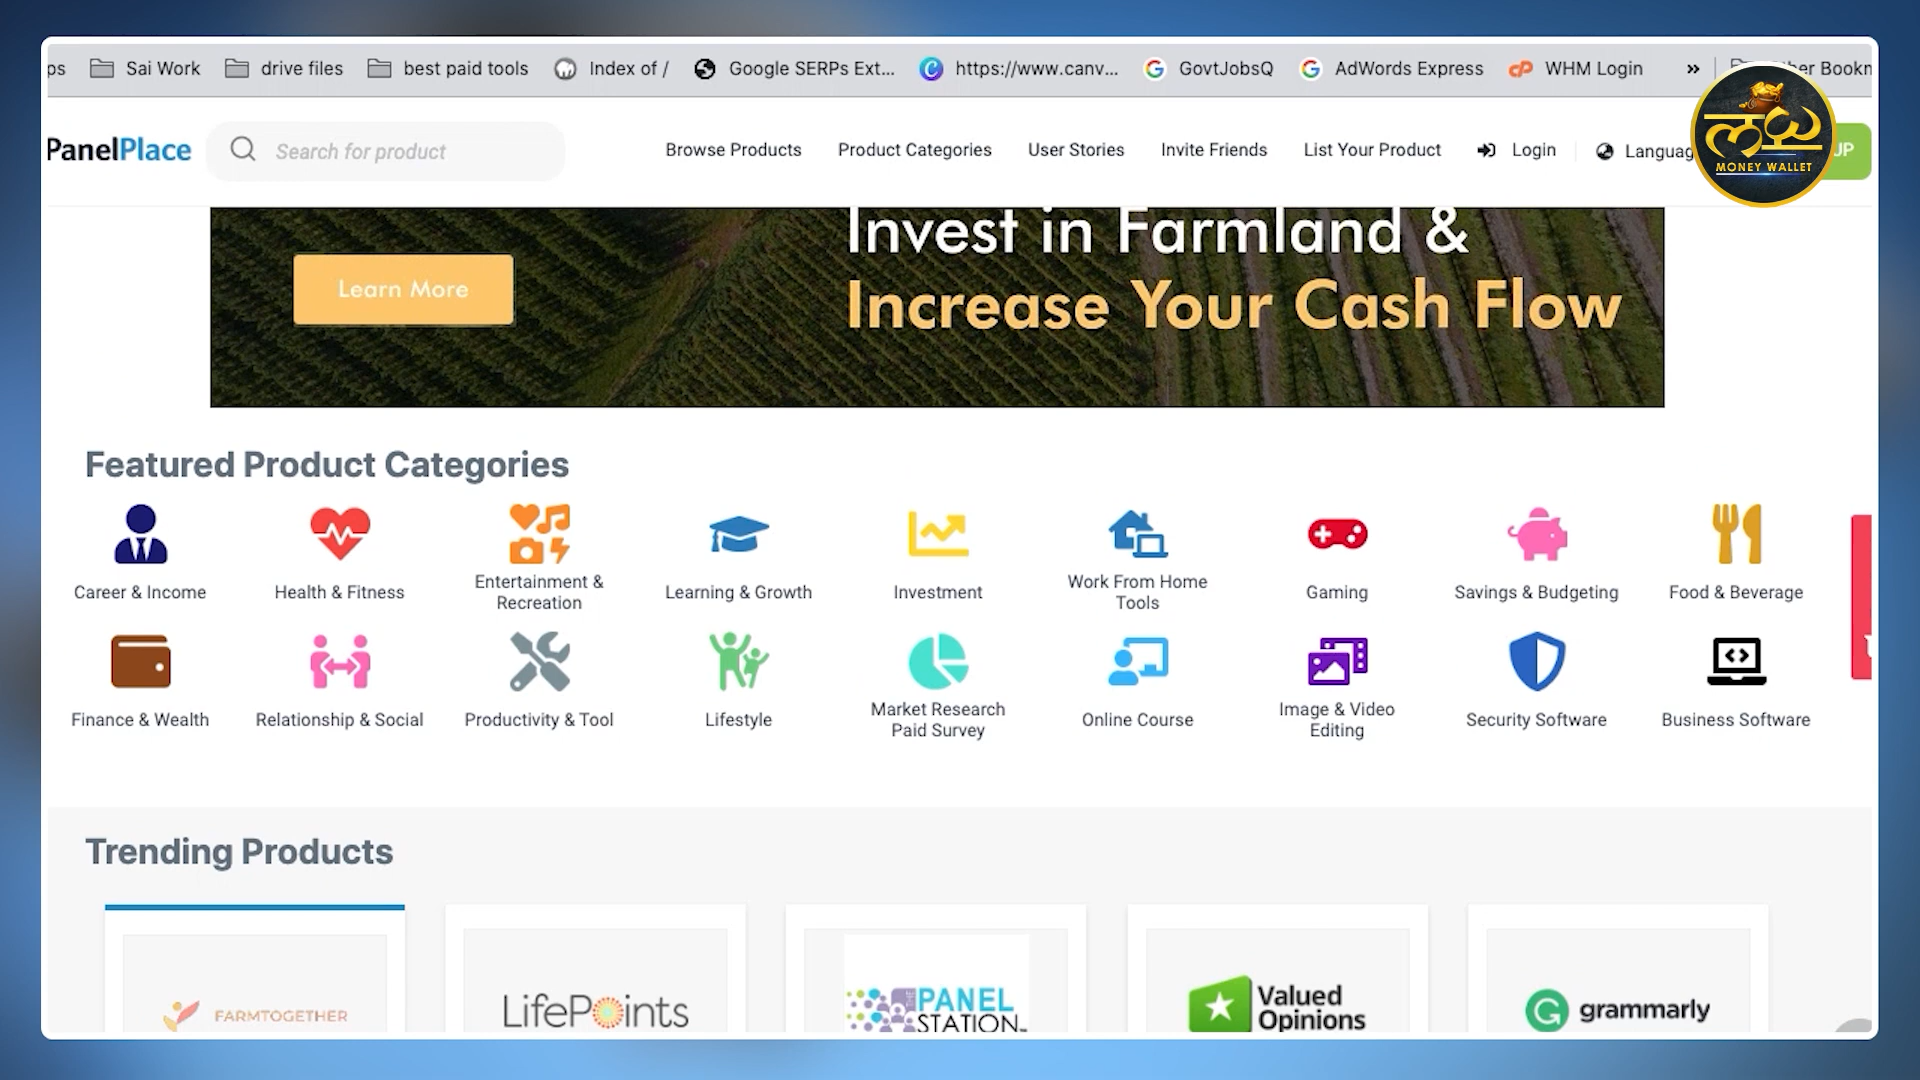 ps Sai Work drive files best paid tools Index of / Google SERPs Ext... https://www.canv... GovtJobsQ AdWords Express WHM Login »
PanelPlace Search for product Browse Products Product Categories User Stories Invite Friends List Your Product Login Languag UP
MONEY WALLET
Invest in Farmland &
Learn More
Increase Your Cash Flow
Featured Product Categories
Career & Income Health & Fitness Entertainment & Recreation Learning & Growth Investment Work From Home Tools Gaming Savings & Budgeting Food & Beverage
Finance & Wealth Relationship & Social Productivity & Tool Lifestyle Market Research Paid Survey Online Course Image & Video Editing Security Software Business Software
Trending Products
FARMTOGETHER LifePoints THE PANEL STATION Valued Opinions grammarly